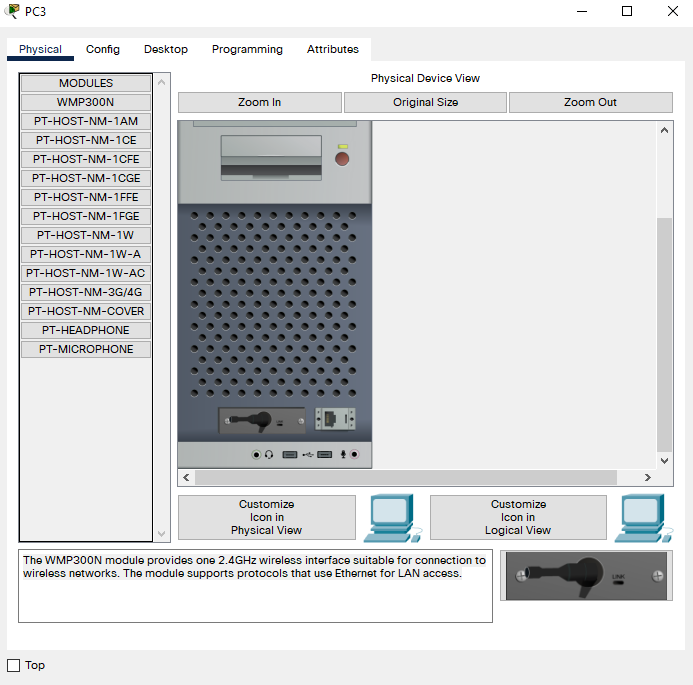 PC3
Physical
Config
Desktop
Programming
Attributes
MODULES
WMP300N
PT-HOST-NM-1AM
PT-HOST-NM-1CE
PT-HOST-NM-1CFE
PT-HOST-NM-1CGE
PT-HOST-NM-1FFE
PT-HOST-NM-1FGE
PT-HOST-NM-1W
PT-HOST-NM-1W-A
PT-HOST-NM-1W-AC
PT-HOST-NM-3G/4G
PT-HOST-NM-COVER
PT-HEADPHONE
PT-MICROPHONE
Physical Device View
Zoom In
Original Size
Zoom Out
Customize
Icon in
Physical View
Customize
Icon in
Logical View
The WMP300N module provides one 2.4GHz wireless interface suitable for connection to
wireless networks. The module supports protocols that use Ethernet for LAN access.
LINK
Top